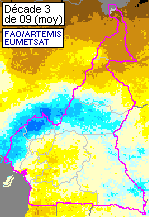 Décade 3
de 09 (moy)
FAO/ARTEMIS
EUMETSAT